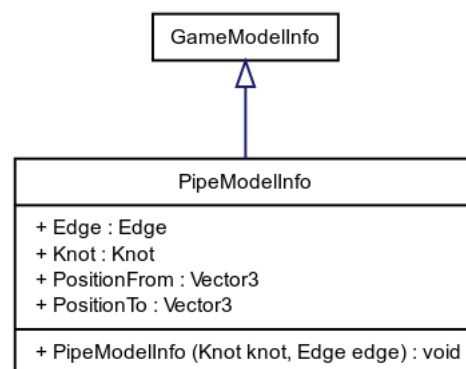 GameModelInfo
PipeModelInfo
+ Edge : Edge
+ Knot : Knot
+ PositionFrom : Vector3
+ PositionTo : Vector3
+ PipeModelInfo (Knot knot, Edge edge) : void